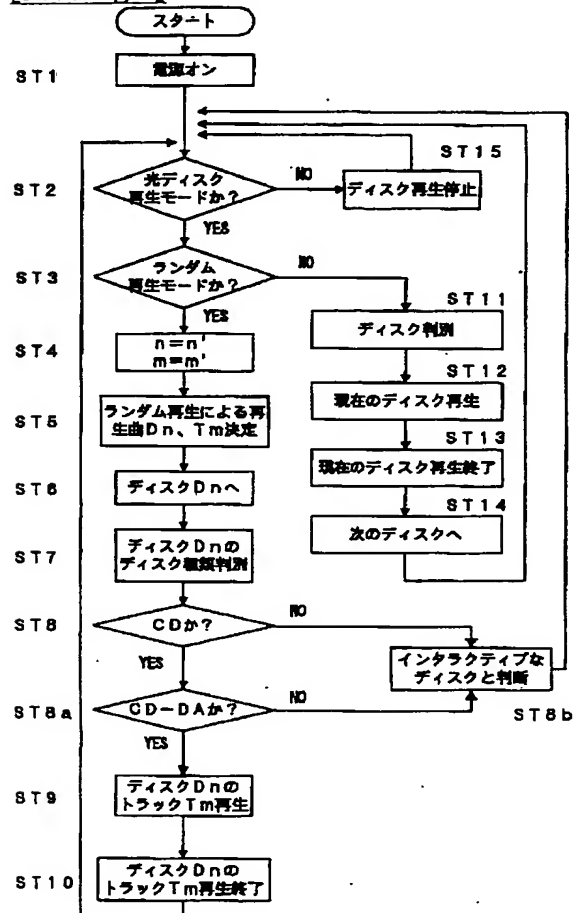 スタート
ST1
電源オン
ST15
ST2
光ディスク
再生モードか?
NO
ディスク再生停止
YES
ST3
ランダム
再生モードか?
NO
YES
ST11
ディスク判別
ST4
n=n'
m=m'
ST12
現在のディスク再生
ST5
ランダム再生による再
生曲Dn、Tm決定
ST13
現在のディスク再生終了
ST6
ディスクDnへ
ST14
次のディスクへ
ST7
ディスクDnの
ディスク種類判別
ST8
CDか?
NO
YES
インタラクティブな
ディスクと判断
ST8b
ST8a
CD-DAか?
NO
YES
ST9
ディスクDnの
トラックTm再生
ST10
ディスクDnの
トラックTm再生終了